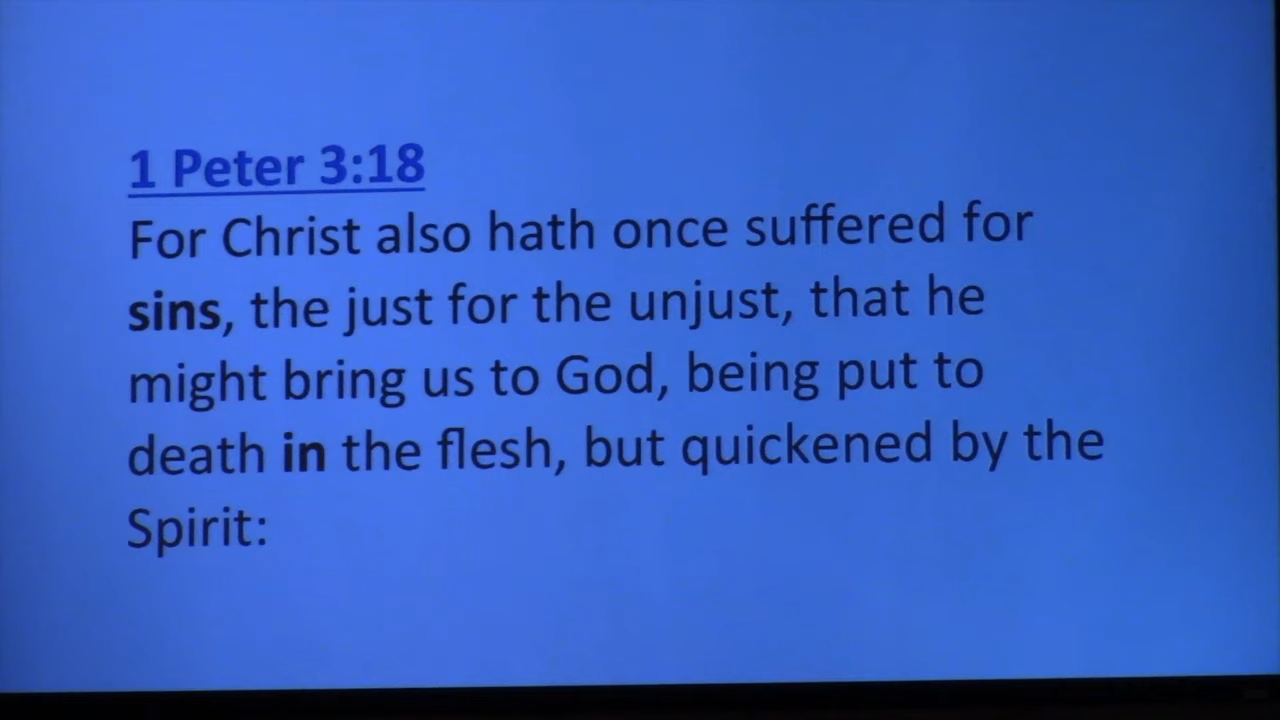 1 Peter 3:18
For Christ also hath once suffered for
sins, the just for the unjust, that he
might bring us to God, being put to
death in the flesh, but quickened by the
Spirit: